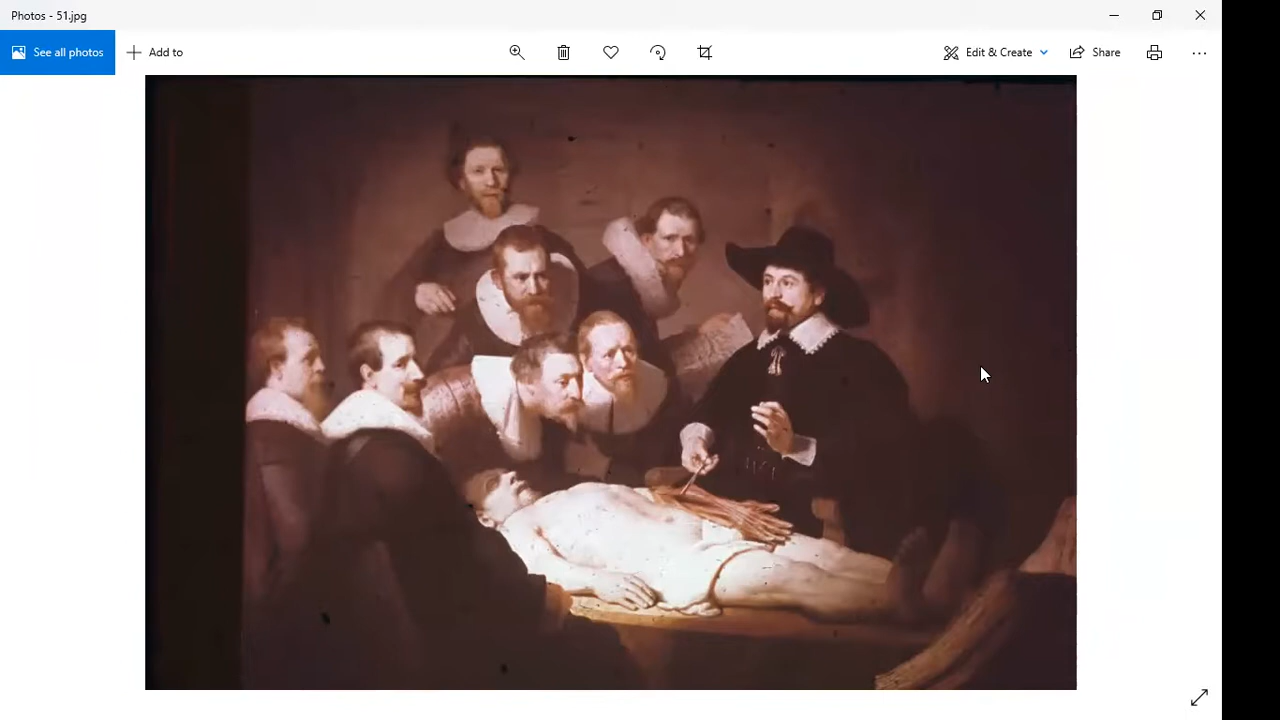 Photos - 51.jpg
See all photos
Add to
Edit & Create
Share